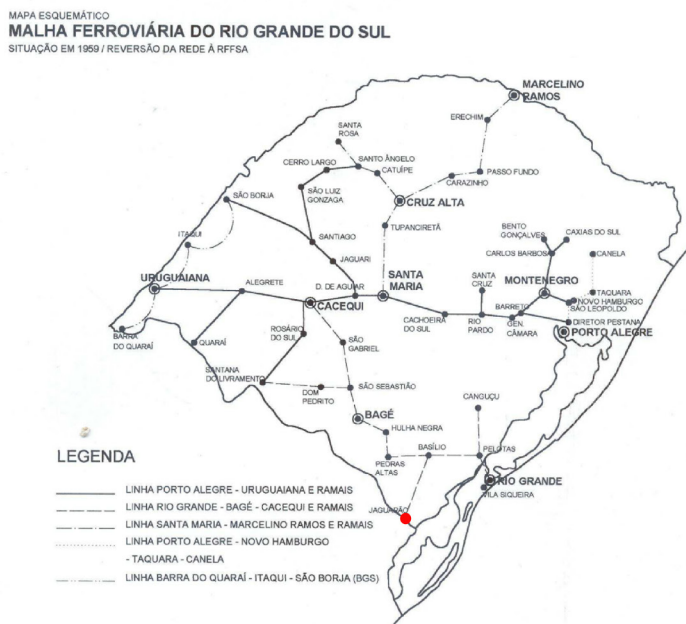 MAPA ESQUEMÁTICO
MALHA FERROVIÁRIA DO RIO GRANDE DO SUL
SITUAÇÃO EM 1959 / REVERSÃO DA REDE À RFFSA
MARCELINO
RAMOS
ERECHIM
SANTA
ROSA
CERRO LARGO
SANTO ÂNGELO
CATUÍPE
PASSO FUNDO
CARAZINHO
SÃO LUIZ
GONZAGA
SÃO BORJA
CRUZ ALTA
TUPANCIRETÃ
ITAQUI
SANTIAGO
BENTO
GONÇALVES
CAXIAS DO SUL
CARLOS BARBOSA
CANELA
JAGUARI
URUGUAIANA
ALEGRETE
D. DE AGUIAR
SANTA
MARIA
SANTA
CRUZ
MONTENEGRO
TAQUARA
NOVO HAMBURGO
SÃO LEOPOLDO
CACEQUI
BARRETO
CACHOEIRA
DO SUL
RIO
PARDO
GEN.
CÂMARA
DIRETOR PESTANA
PORTO ALEGRE
BARRA
DO QUARAÍ
QUARAÍ
ROSÁRIO
DO SUL
SÃO
GABRIEL
SANTANA
DO LIVRAMENTO
DOM
PEDRITO
SÃO SEBASTIÃO
CANGUÇU
BAGÉ
HULHA NEGRA
BASÍLIO
PELOTAS
PEDRAS
ALTAS
RIO GRANDE
VILA SIQUEIRA
JAGUARÃO
LEGENDA
LINHA PORTO ALEGRE - URUGUAIANA E RAMAIS
LINHA RIO GRANDE - BAGÉ - CACEQUI E RAMAIS
LINHA SANTA MARIA - MARCELINO RAMOS E RAMAIS
LINHA PORTO ALEGRE - NOVO HAMBURGO
- TAQUARA - CANELA
LINHA BARRA DO QUARAÍ - ITAQUI - SÃO BORJA (BGS)